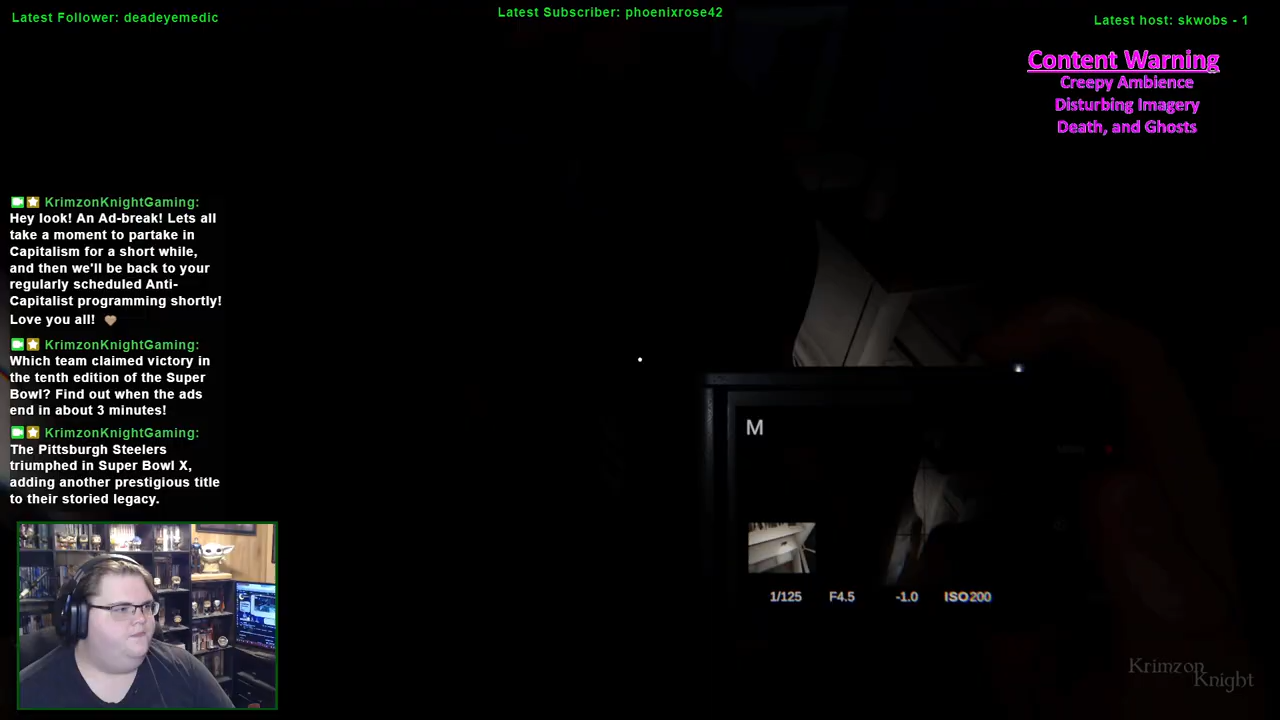 Latest Follower: deadeyemedic
Latest Subscriber: phoenixrose42
Latest host: skwobs - 1
Content Warning
Creepy Ambience
Disturbing Imagery
Death, and Ghosts
KrimzonKnightGaming:
Hey look! An Ad-break! Lets all
take a moment to partake in
Capitalism for a short while,
and then we'll be back to your
regularly scheduled Anti-
Capitalist programming shortly!
Love you all!
KrimzonKnightGaming:
Which team claimed victory in
the tenth edition of the Super
Bowl? Find out when the ads
end in about 3 minutes!
KrimzonKnightGaming:
The Pittsburgh Steelers
triumphed in Super Bowl X,
adding another prestigious title
to their storied legacy.
M
1/125 F4.5 -1.0 ISO200
Krimzon
Knight